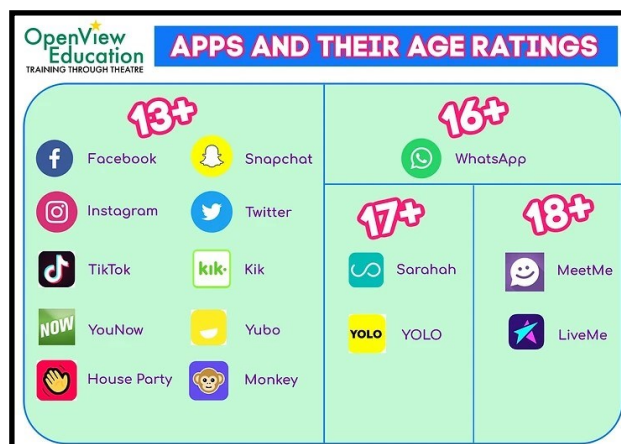 OpenView
Education
TRAINING THROUGH THEATRE
APPS AND THEIR AGE RATINGS
13+
Facebook
Snapchat
Instagram
Twitter
TikTok
kik.
Kik
NOW
YouNow
Yubo
House Party
Monkey
16+
WhatsApp
17+
Sarahah
YOLO
YOLO
18+
MeetMe
LiveMe